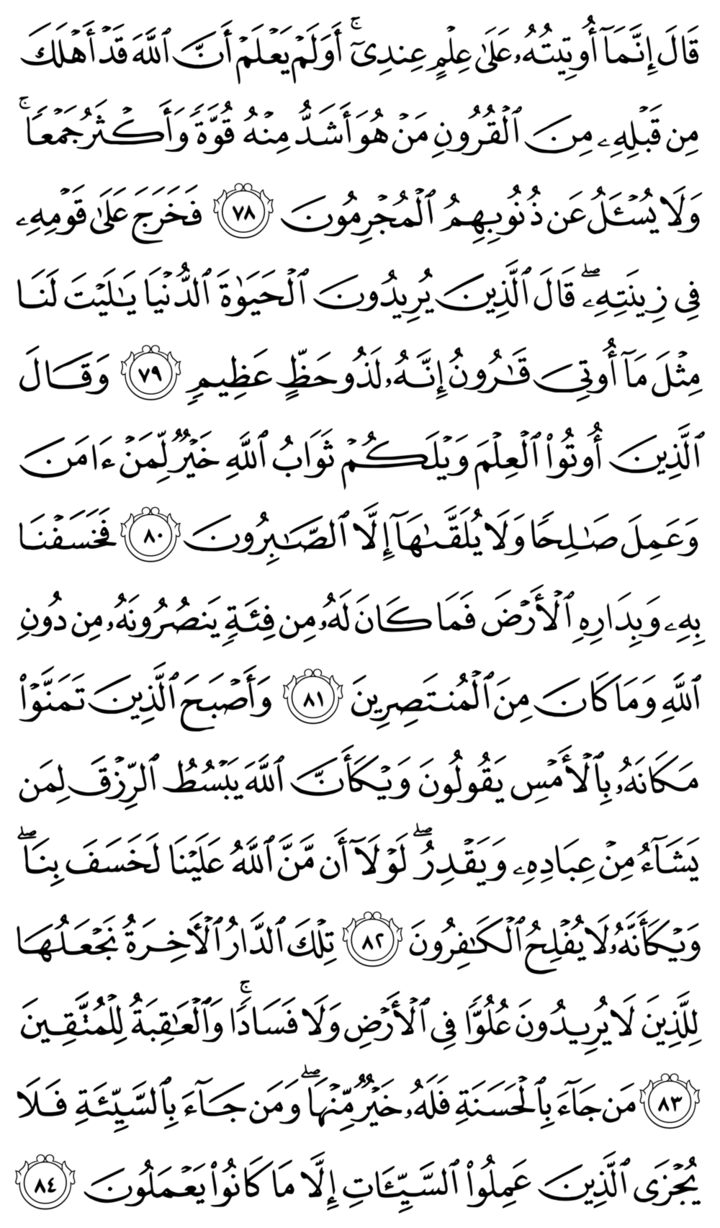 قَالَ إِنَّمَآ أُوتِيتُهُۥ عَلَىٰ عِلْمٍ عِندِىٓ ۚ أَوَلَمْ يَعْلَمْ أَنَّ ٱللَّهَ قَدْ أَهْلَكَ
مِن قَبْلِهِۦ مِنَ ٱلْقُرُونِ مَنْ هُوَ أَشَدُّ مِنْهُ قُوَّةً وَأَكْثَرُ جَمْعًا ۚ
وَلَا يُسْـَٔلُ عَن ذُنُوبِهِمُ ٱلْمُجْرِمُونَ ٧٨ فَخَرَجَ عَلَىٰ قَوْمِهِۦ
فِى زِينَتِهِۦ ۖ قَالَ ٱلَّذِينَ يُرِيدُونَ ٱلْحَيَوٰةَ ٱلدُّنْيَا يَـٰلَيْتَ لَنَا
مِثْلَ مَآ أُوتِىَ قَـٰرُونُ إِنَّهُۥ لَذُو حَظٍّ عَظِيمٍ ٧٩ وَقَالَ
ٱلَّذِينَ أُوتُوا۟ ٱلْعِلْمَ وَيْلَكُمْ ثَوَابُ ٱللَّهِ خَيْرٌ لِّمَنْ ءَامَنَ
وَعَمِلَ صَـٰلِحًا وَلَا يُلَقَّىٰهَآ إِلَّا ٱلصَّـٰبِرُونَ ٨٠ فَخَسَفْنَا
بِهِۦ وَبِدَارِهِ ٱلْأَرْضَ فَمَا كَانَ لَهُۥ مِن فِئَةٍ يَنصُرُونَهُۥ مِن دُونِ
ٱللَّهِ وَمَا كَانَ مِنَ ٱلْمُنتَصِرِينَ ٨١ وَأَصْبَحَ ٱلَّذِينَ تَمَنَّوْا۟
مَكَانَهُۥ بِٱلْأَمْسِ يَقُولُونَ وَيْكَأَنَّ ٱللَّهَ يَبْسُطُ ٱلرِّزْقَ لِمَن
يَشَآءُ مِنْ عِبَادِهِۦ وَيَقْدِرُ ۖ لَوْلَآ أَن مَّنَّ ٱللَّهُ عَلَيْنَا لَخَسَفَ بِنَا ۖ
وَيْكَأَنَّهُۥ لَا يُفْلِحُ ٱلْكَـٰفِرُونَ ٨٢ تِلْكَ ٱلدَّارُ ٱلْـَٔاخِرَةُ نَجْعَلُهَا
لِلَّذِينَ لَا يُرِيدُونَ عُلُوًّا فِى ٱلْأَرْضِ وَلَا فَسَادًا ۚ وَٱلْعَـٰقِبَةُ لِلْمُتَّقِينَ
٨٣ مَن جَآءَ بِٱلْحَسَنَةِ فَلَهُۥ خَيْرٌ مِّنْهَا ۖ وَمَن جَآءَ بِٱلسَّيِّئَةِ فَلَا
يُجْزَى ٱلَّذِينَ عَمِلُوا۟ ٱلسَّيِّـَٔاتِ إِلَّا مَا كَانُوا۟ يَعْمَلُونَ ٨٤